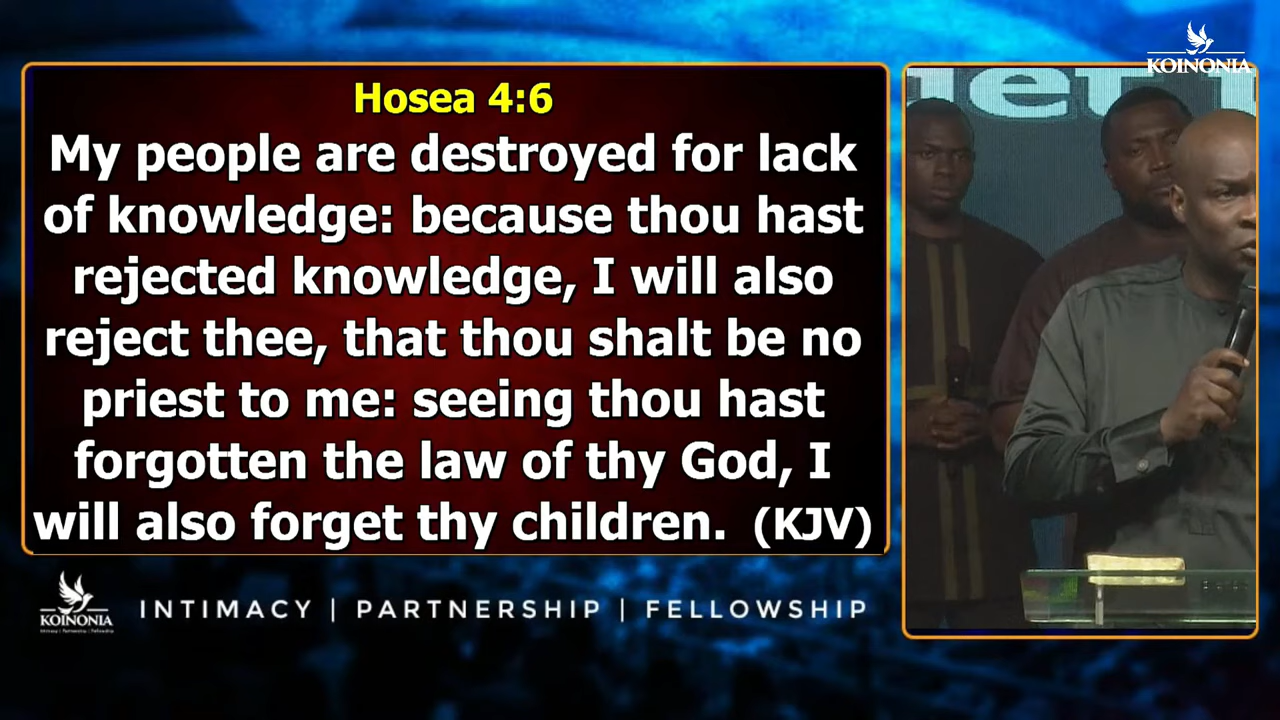 KOINONIA
Hosea 4:6
My people are destroyed for lack
of knowledge: because thou hast
rejected knowledge, I will also
reject thee, that thou shalt be no
priest to me: seeing thou hast
forgotten the law of thy God, I
will also forget thy children. (KJV)
KOINONIA
INTIMACY | PARTNERSHIP | FELLOWSHIP